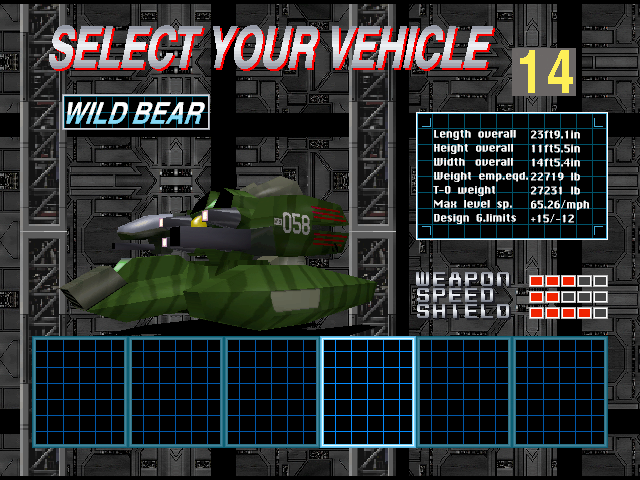 SELECT YOUR VEHICLE
14
WILD BEAR
Length overall 23ft9.1in
Height overall 11ft5.5in
Width overall 14ft5.4in
Weight emp.eqd. 22719 lb
T-O weight 27231 lb
Max level sp. 65.26/mph
Design G.limits +15/-12
058
WEAPON
SPEED
SHIELD